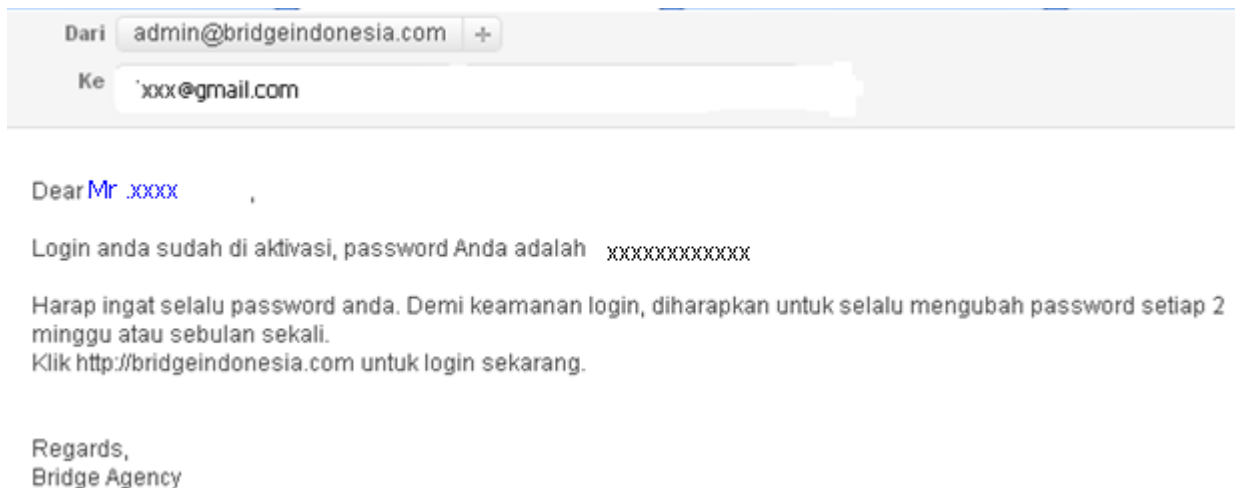 Dari admin@bridgeindonesia.com +
Ke `xxx@gmail.com
Dear Mr .xxxx ,
Login anda sudah di aktivasi, password Anda adalah xxxxxxxxxxxx
Harap ingat selalu password anda. Demi keamanan login, diharapkan untuk selalu mengubah password setiap 2
minggu atau sebulan sekali.
Klik http://bridgeindonesia.com untuk login sekarang.
Regards,
Bridge Agency